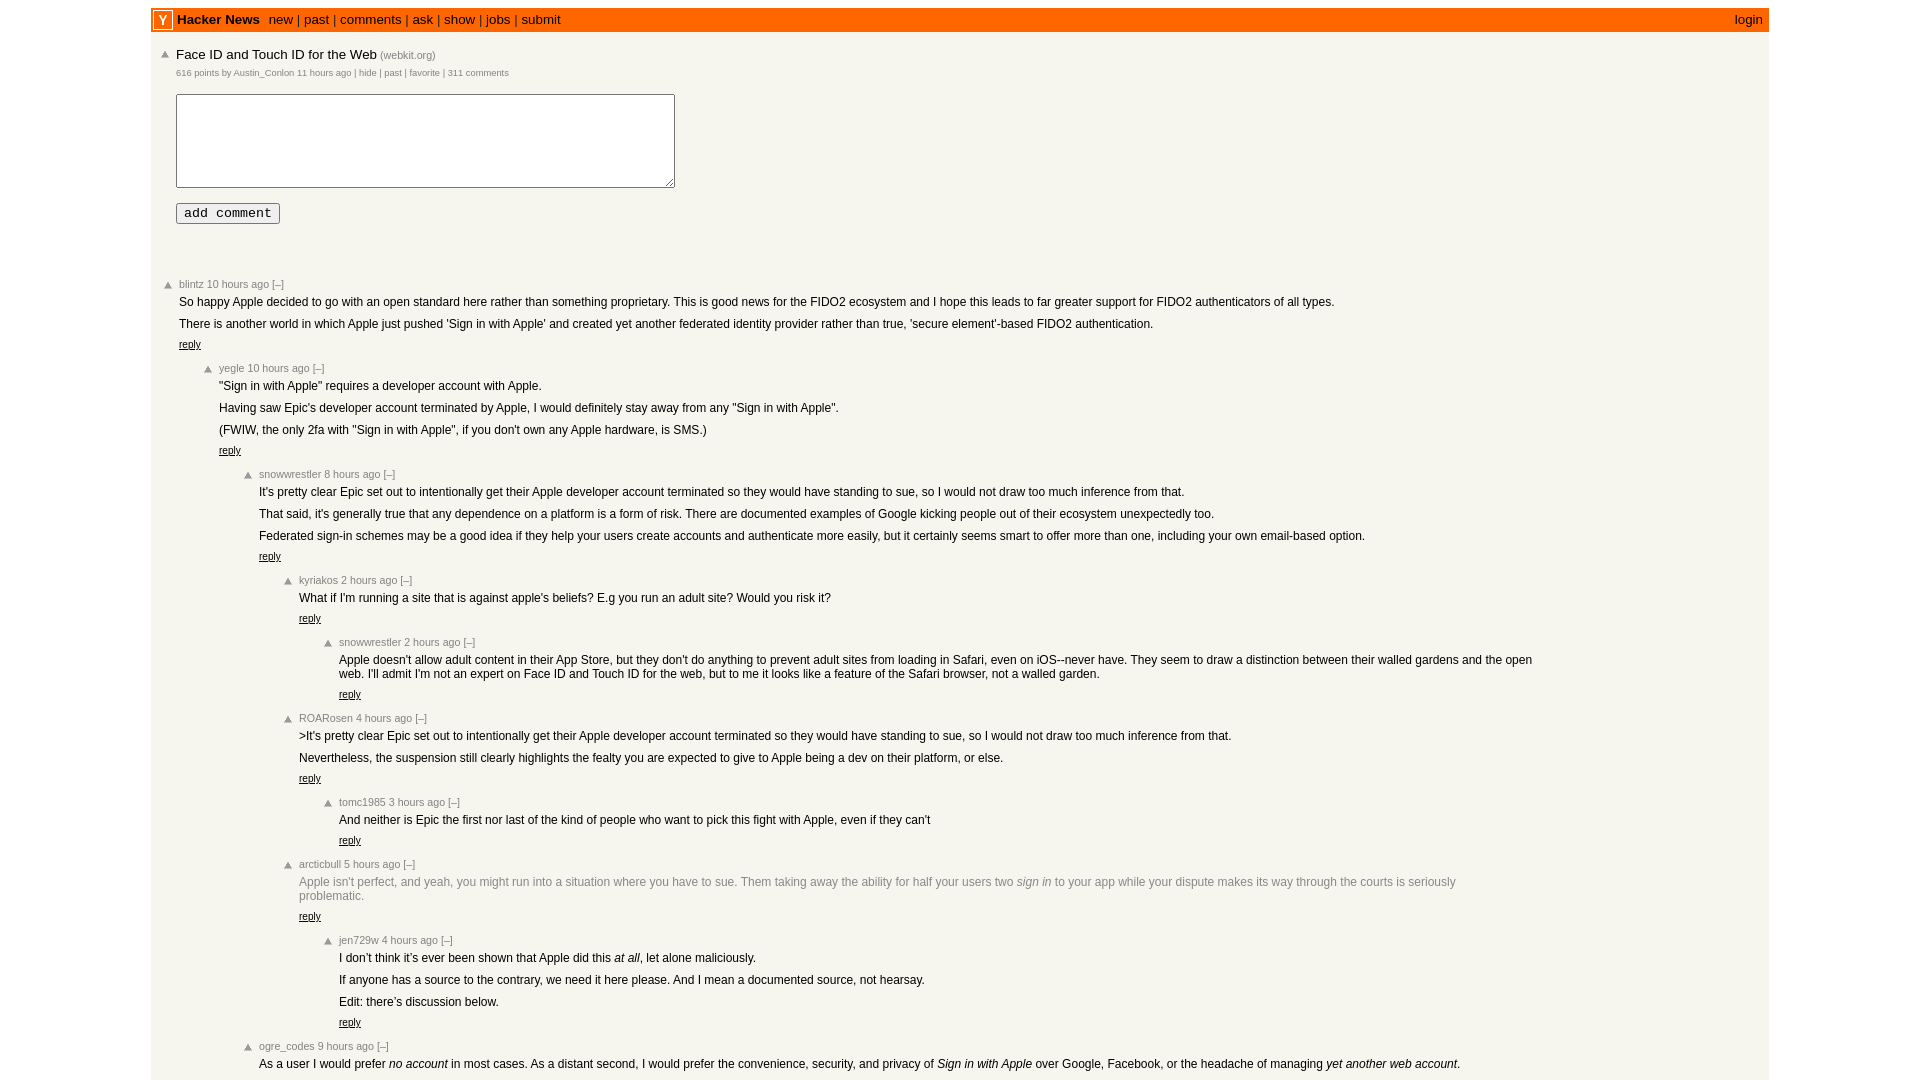 Y Hacker News new | past | comments | ask | show | jobs | submit login
Face ID and Touch ID for the Web (webkit.org)
616 points by Austin_Conlon 11 hours ago | hide | past | favorite | 311 comments
add comment
blintz 10 hours ago [–]
So happy Apple decided to go with an open standard here rather than something proprietary. This is good news for the FIDO2 ecosystem and I hope this leads to far greater support for FIDO2 authenticators of all types.
There is another world in which Apple just pushed 'Sign in with Apple' and created yet another federated identity provider rather than true, 'secure element'-based FIDO2 authentication.
reply
yegle 10 hours ago [–]
"Sign in with Apple" requires a developer account with Apple.
Having saw Epic's developer account terminated by Apple, I would definitely stay away from any "Sign in with Apple".
(FWIW, the only 2fa with "Sign in with Apple", if you don't own any Apple hardware, is SMS.)
reply
snowwrestler 8 hours ago [–]
It's pretty clear Epic set out to intentionally get their Apple developer account terminated so they would have standing to sue, so I would not draw too much inference from that.
That said, it's generally true that any dependence on a platform is a form of risk. There are documented examples of Google kicking people out of their ecosystem unexpectedly too.
Federated sign-in schemes may be a good idea if they help your users create accounts and authenticate more easily, but it certainly seems smart to offer more than one, including your own email-based option.
reply
kyriakos 2 hours ago [–]
What if I'm running a site that is against apple's beliefs? E.g you run an adult site? Would you risk it?
reply
snowwrestler 2 hours ago [–]
Apple doesn't allow adult content in their App Store, but they don't do anything to prevent adult sites from loading in Safari, even on iOS--never have. They seem to draw a distinction between their walled gardens and the open
web. I'll admit I'm not an expert on Face ID and Touch ID for the web, but to me it looks like a feature of the Safari browser, not a walled garden.
reply
ROARosen 4 hours ago [–]
>It's pretty clear Epic set out to intentionally get their Apple developer account terminated so they would have standing to sue, so I would not draw too much inference from that.
Nevertheless, the suspension still clearly highlights the fealty you are expected to give to Apple being a dev on their platform, or else.
reply
tomc1985 3 hours ago [–]
And neither is Epic the first nor last of the kind of people who want to pick this fight with Apple, even if they can't
reply
arcticbull 5 hours ago [–]
Apple isn't perfect, and yeah, you might run into a situation where you have to sue. Them taking away the ability for half your users two sign in to your app while your dispute makes its way through the courts is seriously
problematic.
reply
jen729w 4 hours ago [–]
I don’t think it’s ever been shown that Apple did this at all, let alone maliciously.
If anyone has a source to the contrary, we need it here please. And I mean a documented source, not hearsay.
Edit: there’s discussion below.
reply
ogre_codes 9 hours ago [–]
As a user I would prefer no account in most cases. As a distant second, I would prefer the convenience, security, and privacy of Sign in with Apple over Google, Facebook, or the headache of managing yet another web account.